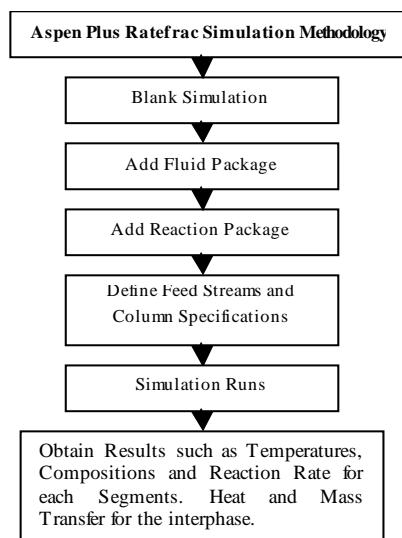 Aspen Plus Ratefrac Simulation Methodology
Blank Simulation
Add Fluid Package
Add Reaction Package
Define Feed Streams and
Column Specifications
Simulation Runs
Obtain Results such as Temperatures,
Compositions and Reaction Rate for
each Segments. Heat and Mass
Transfer for the interphase.